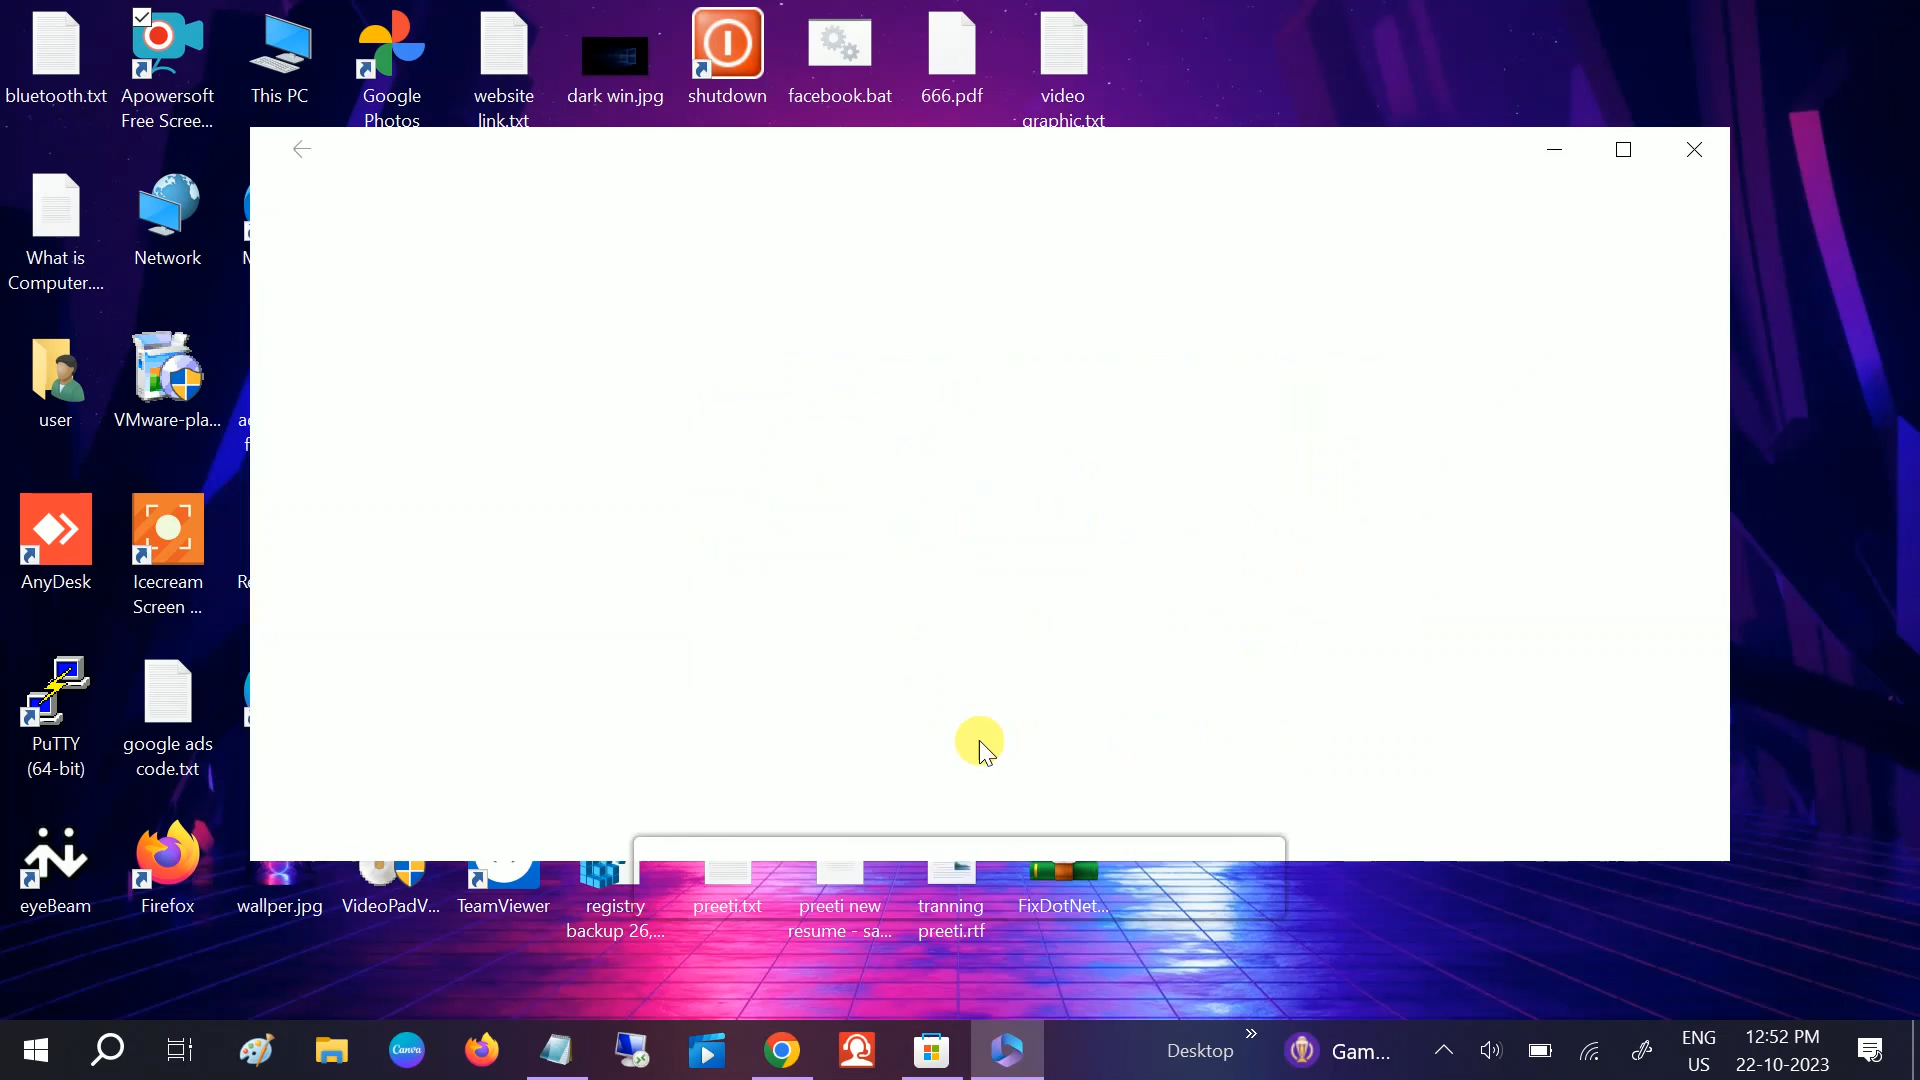 bluetooth.txt
Apowersoft
Free Scree...
This PC
Google
Photos
website
link.txt
dark win.jpg
shutdown
facebook.bat
666.pdf
video
graphic.txt
What is
Computer....
Network
user
VMware-pla...
AnyDesk
Icecream
Screen ...
PuTTY
(64-bit)
google ads
code.txt
eyeBeam
Firefox
wallper.jpg
VideoPadV...
TeamViewer
registry
backup 26,...
preeti.txt
preeti new
resume - sa...
tranning
preeti.rtf
FixDotNet...
Canva
Desktop
Gam...
ENG
US
12:52 PM
22-10-2023